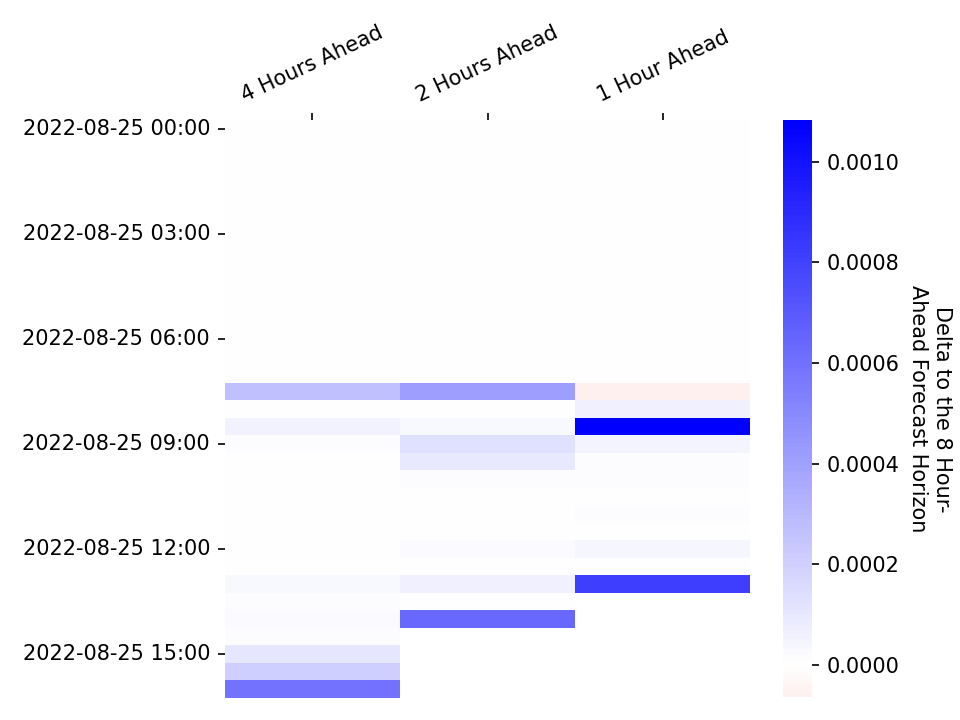 4 Hours Ahead
2 Hours Ahead
1 Hour Ahead
2022-08-25 00:00
2022-08-25 03:00
2022-08-25 06:00
2022-08-25 09:00
2022-08-25 12:00
2022-08-25 15:00
0.0010
0.0008
0.0006
0.0004
0.0002
0.0000
Delta to the 8 Hour-
Ahead Forecast Horizon